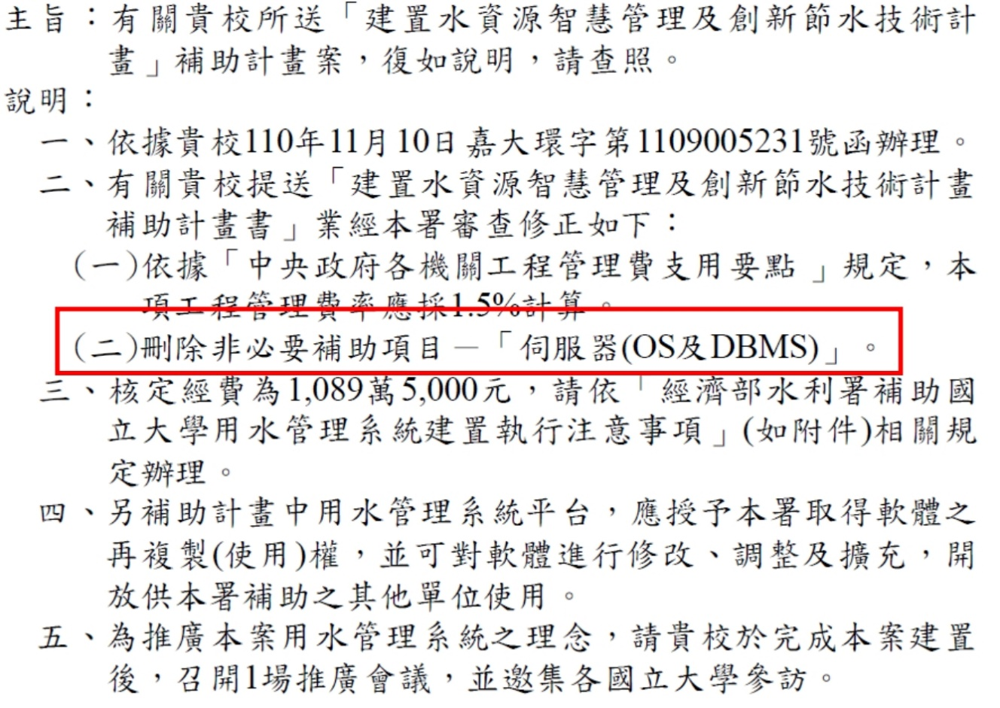 主旨：有關貴校所送「建置水資源智慧管理及創新節水技術計
畫」補助計畫案，復如說明，請查照。
說明：
一、依據貴校110年11月10日嘉大環字第1109005231號函辦理。
二、有關貴校提送「建置水資源智慧管理及創新節水技術計畫
補助計畫書」業經本署審查修正如下：
(一)依據「中央政府各機關工程管理費支用要點」規定，本
項工程管理費率應採1.5%計算。
(二)刪除非必要補助項目－「伺服器(OS及DBMS)」。
三、核定經費為1,089萬5,000元，請依「經濟部水利署補助國
立大學用水管理系統建置執行注意事項」(如附件)相關規
定辦理。
四、另補助計畫中用水管理系統平台，應授予本署取得軟體之
再複製(使用)權，並可對軟體進行修改、調整及擴充，開
放供本署補助之其他單位使用。
五、為推廣本案用水管理系統之理念，請貴校於完成本案建置
後，召開1場推廣會議，並邀集各國立大學參訪。